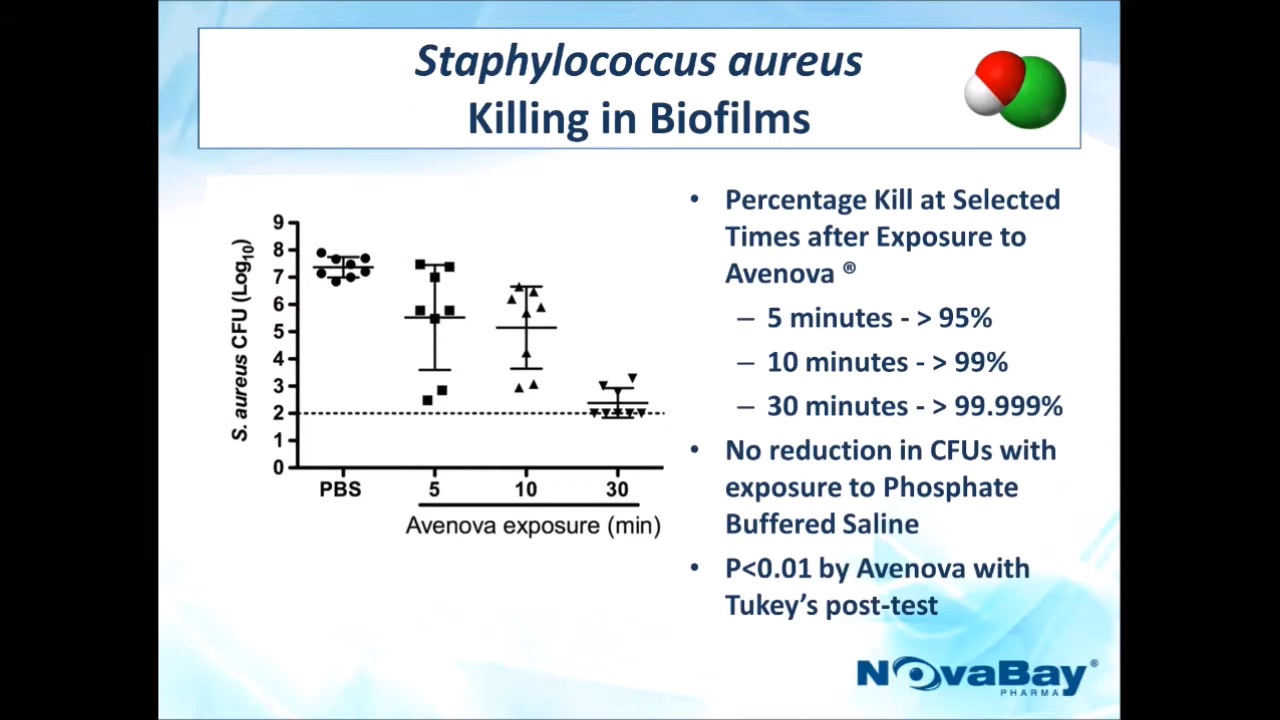 Staphylococcus aureus
Killing in Biofilms
S. aureus CFU (Log10)
9
8
7
6
5
4
3
2
1
0
PBS 5 10 30
Avenova exposure (min)
• Percentage Kill at Selected
Times after Exposure to
Avenova ®
– 5 minutes - > 95%
– 10 minutes - > 99%
– 30 minutes - > 99.999%
• No reduction in CFUs with
exposure to Phosphate
Buffered Saline
• P<0.01 by Avenova with
Tukey’s post-test
NovaBay®
PHARMA